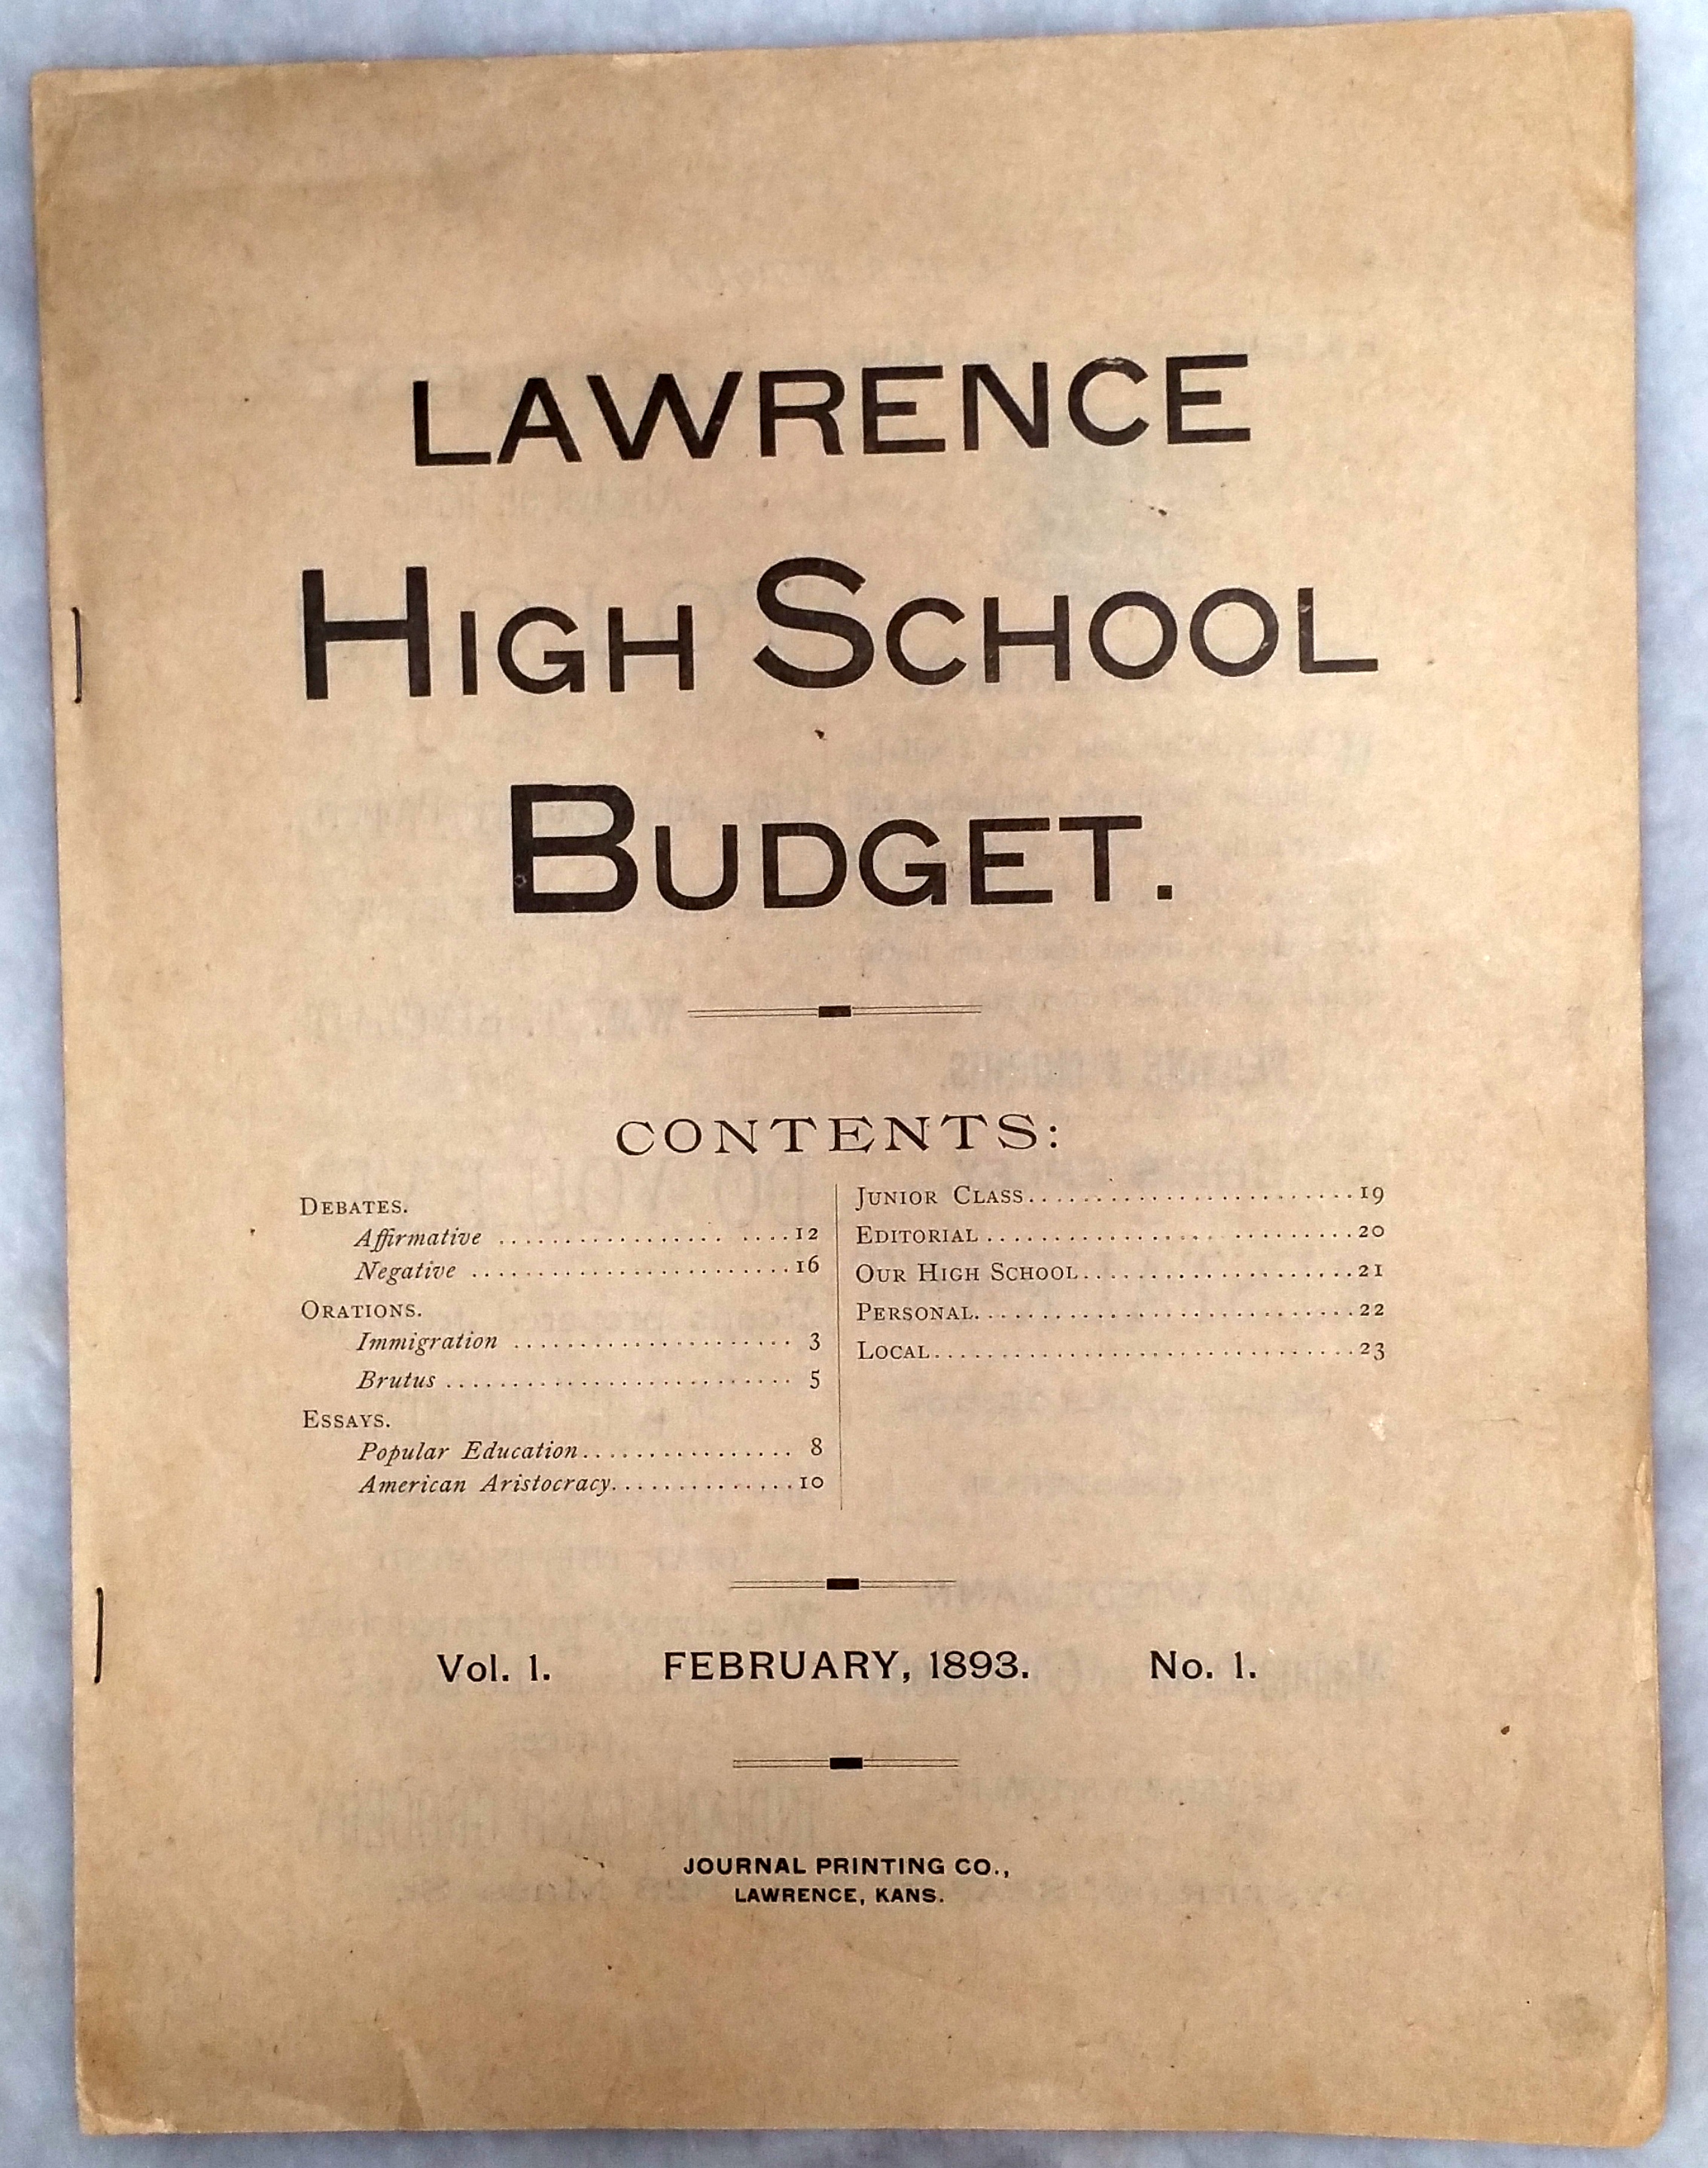 LAWRENCE
HIGH SCHOOL
BUDGET.
CONTENTS:
DEBATES.
Affirmative ..................... 12
Negative ........................ 16
ORATIONS.
Immigration ..................... 3
Brutus .......................... 5
ESSAYS.
Popular Education................ 8
American Aristocracy.............. 10
JUNIOR CLASS......................... 19
EDITORIAL ............................ 20
OUR HIGH SCHOOL..................... 21
PERSONAL............................. 22
LOCAL................................ 23
Vol. 1. FEBRUARY, 1893. No. 1.
JOURNAL PRINTING CO.,
LAWRENCE, KANS.